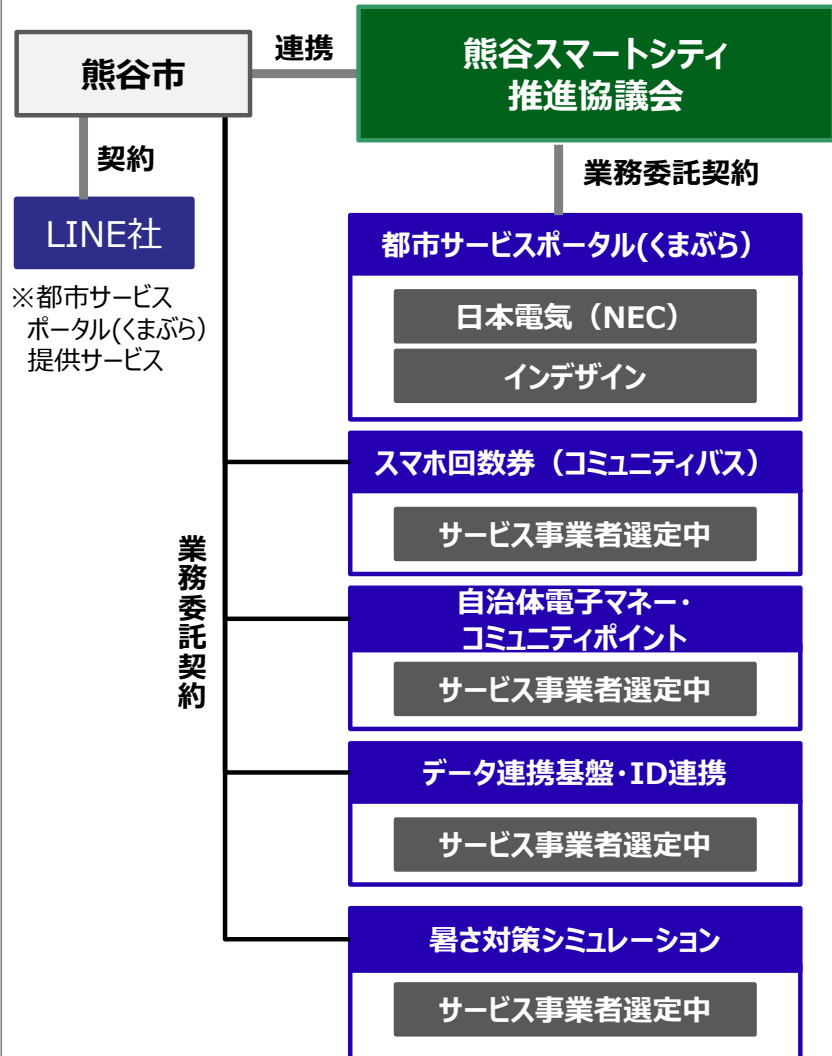 熊谷市
連携
熊谷スマートシティ
推進協議会
契約
業務委託契約
LINE社
※都市サービス
ポータル(くまぶら)
提供サービス
都市サービスポータル(くまぶら)
日本電気（NEC）
インデザイン
業務委託契約
スマホ回数券（コミュニティバス）
サービス事業者選定中
自治体電子マネー・
コミュニティポイント
サービス事業者選定中
データ連携基盤・ID連携
サービス事業者選定中
暑さ対策シミュレーション
サービス事業者選定中